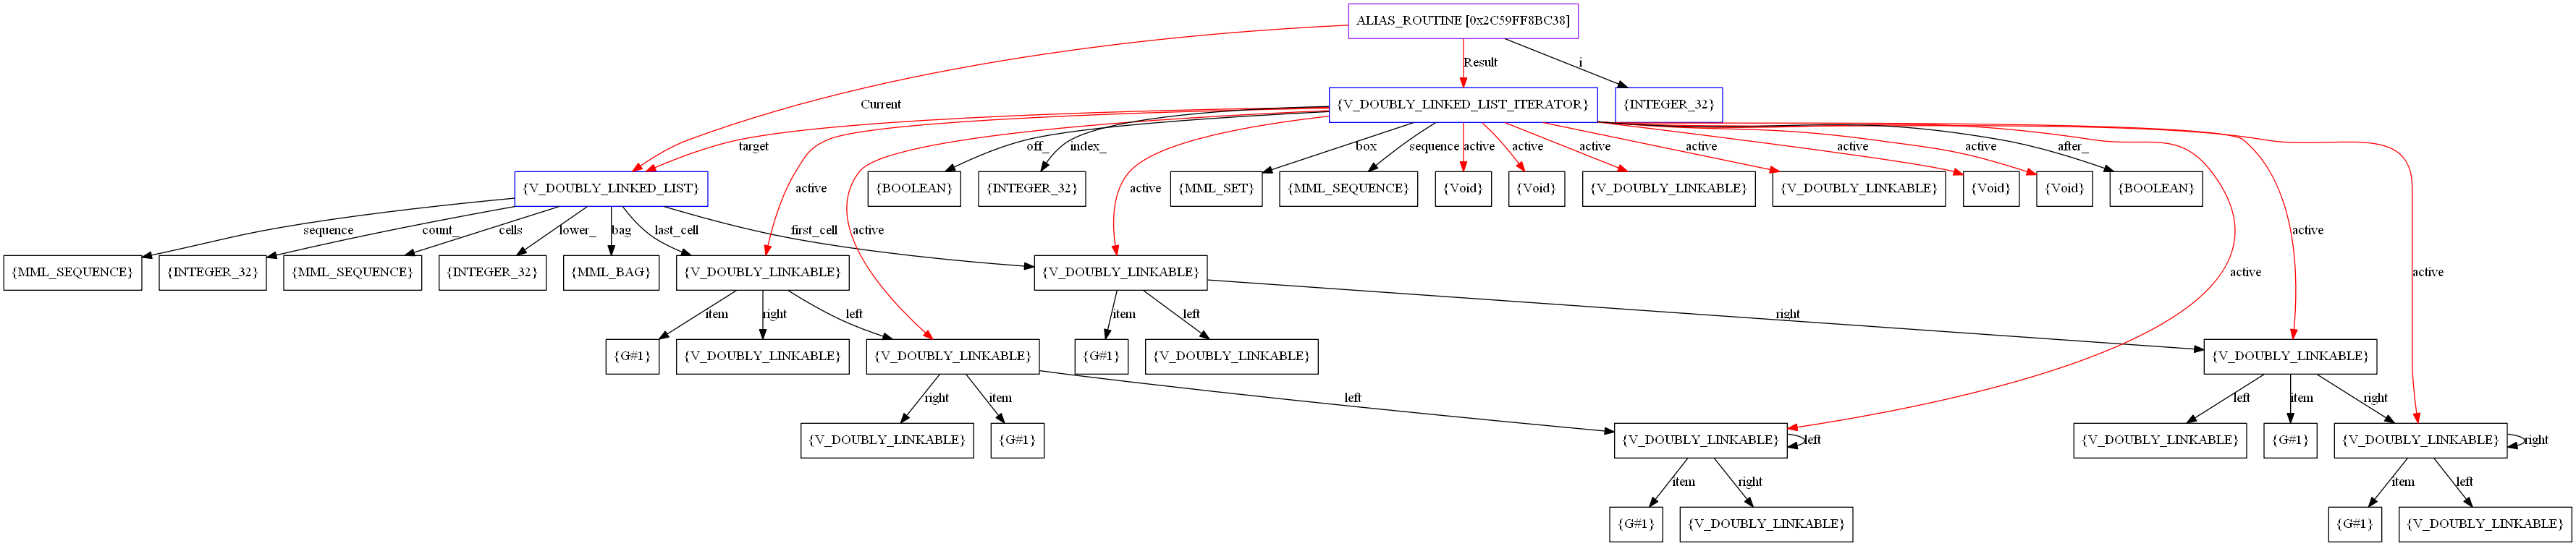 ALIAS_ROUTINE [0x2C59FF8BC38]
Result
i
Current
{V_DOUBLY_LINKED_LIST_ITERATOR}
{INTEGER_32}
target
active
active
off_
index_
active
box
sequence
active
active
active
active
active
active
after_
{V_DOUBLY_LINKED_LIST}
{BOOLEAN}
{INTEGER_32}
{MML_SET}
{MML_SEQUENCE}
{Void}
{Void}
{V_DOUBLY_LINKABLE}
{V_DOUBLY_LINKABLE}
{Void}
{Void}
{BOOLEAN}
sequence
count_
cells
lower_
bag
last_cell
first_cell
active
active
active
{MML_SEQUENCE}
{INTEGER_32}
{MML_SEQUENCE}
{INTEGER_32}
{MML_BAG}
{V_DOUBLY_LINKABLE}
{V_DOUBLY_LINKABLE}
item
right
left
item
left
right
{G#1}
{V_DOUBLY_LINKABLE}
{V_DOUBLY_LINKABLE}
{G#1}
{V_DOUBLY_LINKABLE}
{V_DOUBLY_LINKABLE}
right
item
left
left
item
right
{V_DOUBLY_LINKABLE}
{G#1}
{V_DOUBLY_LINKABLE}
left
{V_DOUBLY_LINKABLE}
{G#1}
{V_DOUBLY_LINKABLE}
right
item
right
item
left
{G#1}
{V_DOUBLY_LINKABLE}
{G#1}
{V_DOUBLY_LINKABLE}